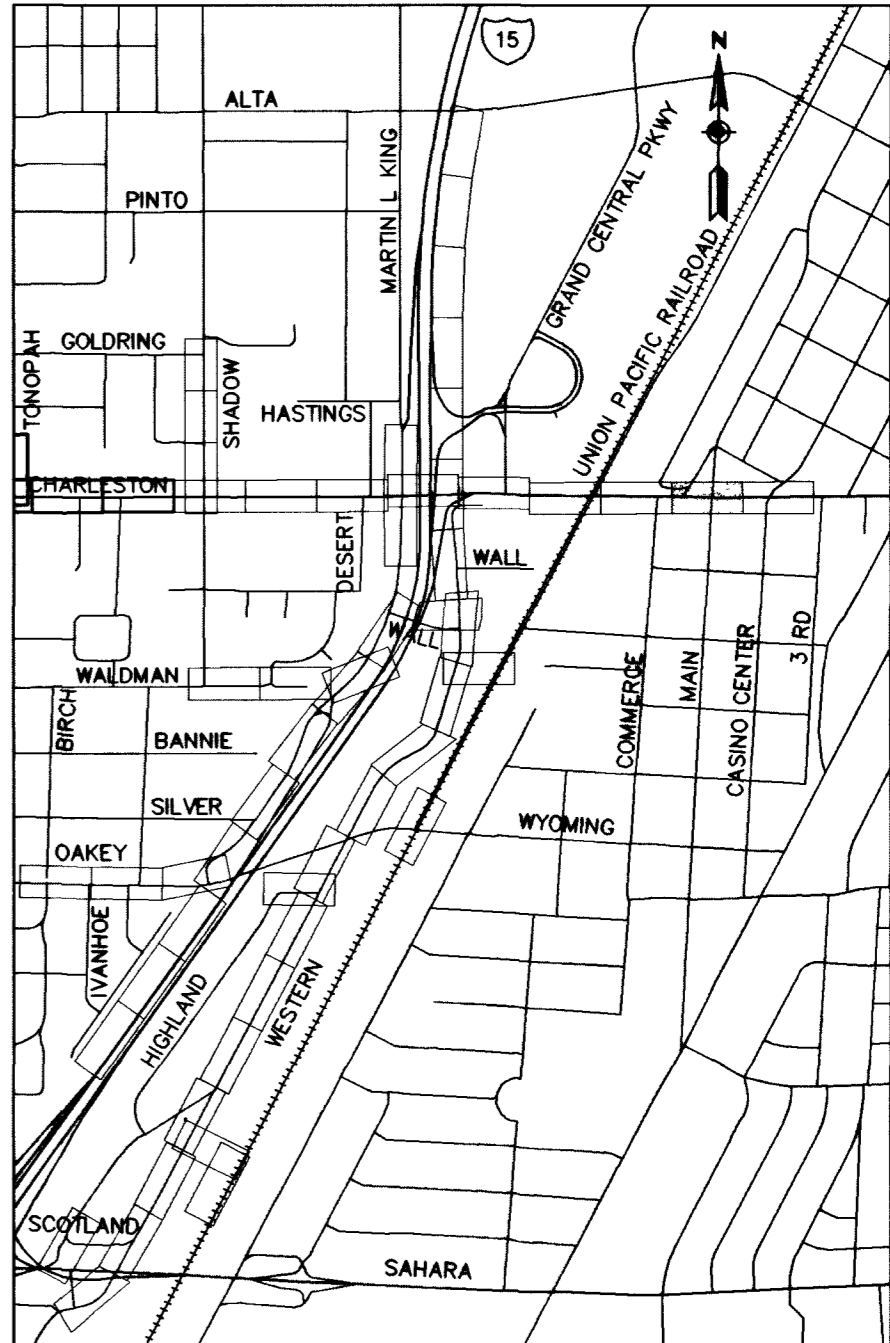 15
N
ALTA
MARTIN L KING
GRAND CENTRAL PKWY
PINTO
UNION PACIFIC RAILROAD
TONOPAH
GOLDRING
SHADOW
HASTINGS
CHARLESTON
DESERT
WALL
WALL
WALDMAN
COMMERCE
MAIN
CASINO CENTER
3 RD
BIRCH
BANNIE
SILVER
WYOMING
OAKEY
IVANHOE
HIGHLAND
WESTERN
SCOTLAND
SAHARA